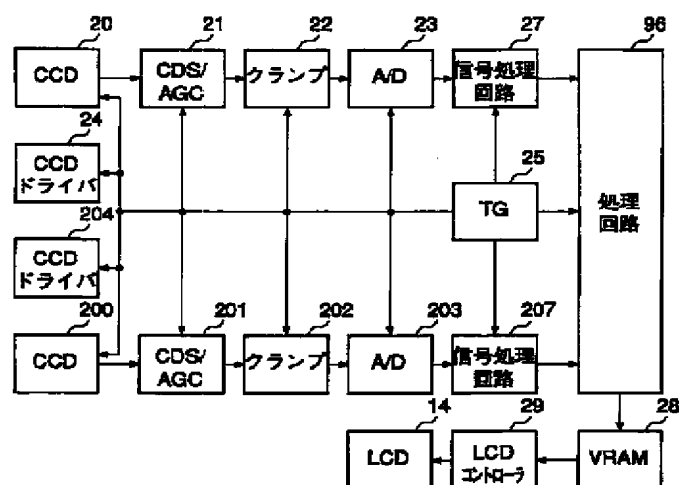 20
21
22
23
27
96
CCD
CDS/
AGC
クランプ
A/D
信号処理
回路
24
CCD
ドライバ
25
TG
処理
回路
204
CCD
ドライバ
200
201
202
203
207
CCD
CDS/
AGC
クランプ
A/D
信号処理
回路
14
29
28
LCD
LCD
コントローラ
VRAM